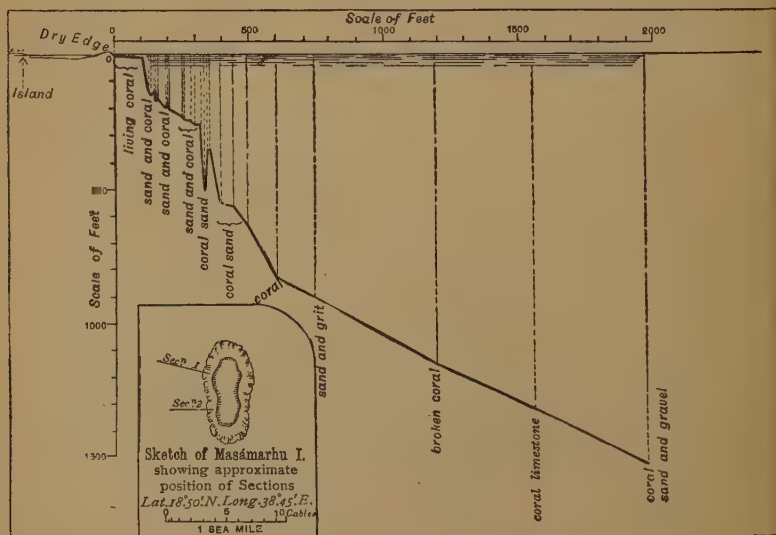 Scale of Feet
0 500 1000 1500 2000
Dry Edge
Island
0
living coral
sand and coral
sand and coral
sand and coral
coral sand
coral sand
coral
sand and grit
broken coral
coral limestone
coral
sand and gravel
Scale of Feet
1000
1500
Secn. 1
Secn. 2
Sketch of Masámarhu I.
showing approximate
position of Sections
Lat. 18°.50'. N. Long. 38°.45'. E.
0 5 10 Cables
1 SEA MILE